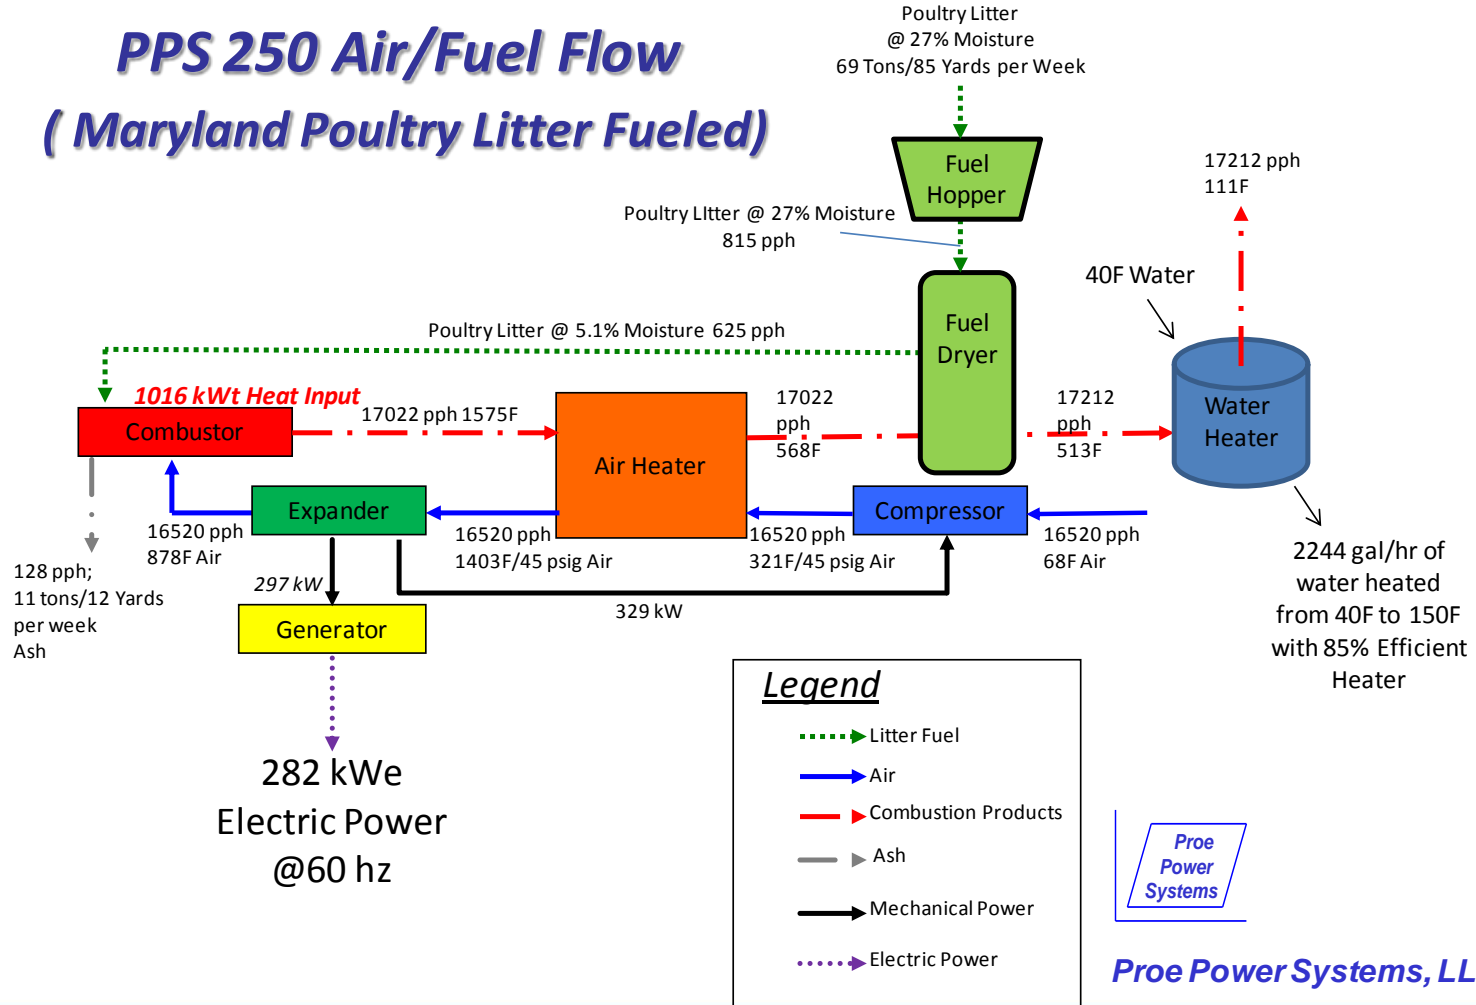 PPS 250 Air/Fuel Flow
( Maryland Poultry Litter Fueled)
Poultry Litter
@ 27% Moisture
69 Tons/85 Yards per Week
Fuel
Hopper
17212 pph
111F
Poultry LItter @ 27% Moisture
815 pph
40F Water
Fuel
Dryer
Poultry Litter @ 5.1% Moisture 625 pph
1016 kWt Heat Input
Combustor
17022 pph 1575F
Air Heater
17022
pph
568F
17212
pph
513F
Water
Heater
Expander
Compressor
16520 pph
878F Air
16520 pph
1403F/45 psig Air
16520 pph
321F/45 psig Air
16520 pph
68F Air
128 pph;
11 tons/12 Yards
per week
Ash
297 kW
329 kW
Generator
2244 gal/hr of
water heated
from 40F to 150F
with 85% Efficient
Heater
282 kWe
Electric Power
@60 hz
Legend
Litter Fuel
Air
Combustion Products
Ash
Mechanical Power
Electric Power
Proe
Power
Systems
Proe Power Systems, LL